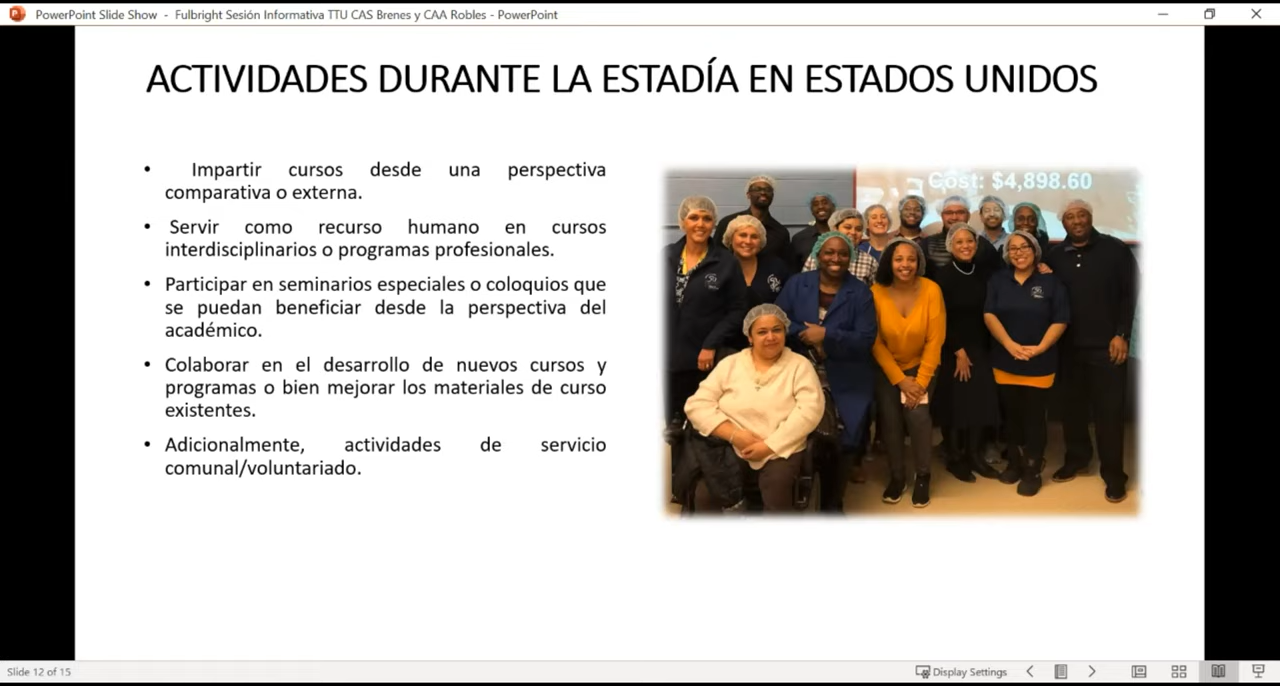 PowerPoint Slide Show - Fulbright Sesión Informativa TTU CAS Brenes y CAA Robles - PowerPoint
ACTIVIDADES DURANTE LA ESTADÍA EN ESTADOS UNIDOS
• Impartir cursos desde una perspectiva
comparativa o externa.
• Servir como recurso humano en cursos
interdisciplinarios o programas profesionales.
• Participar en seminarios especiales o coloquios que
se puedan beneficiar desde la perspectiva del
académico.
• Colaborar en el desarrollo de nuevos cursos y
programas o bien mejorar los materiales de curso
existentes.
• Adicionalmente, actividades de servicio
comunal/voluntariado.
Cost: $4,898.60
Slide 12 of 15
Display Settings